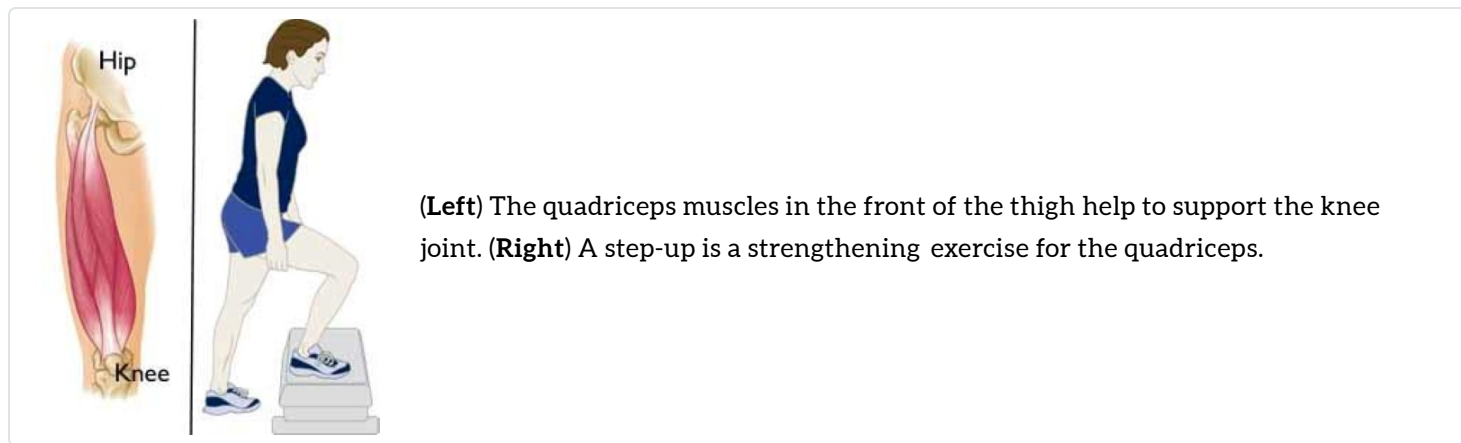 Hip
Knee
(Left) The quadriceps muscles in the front of the thigh help to support the knee
joint. (Right) A step-up is a strengthening exercise for the quadriceps.